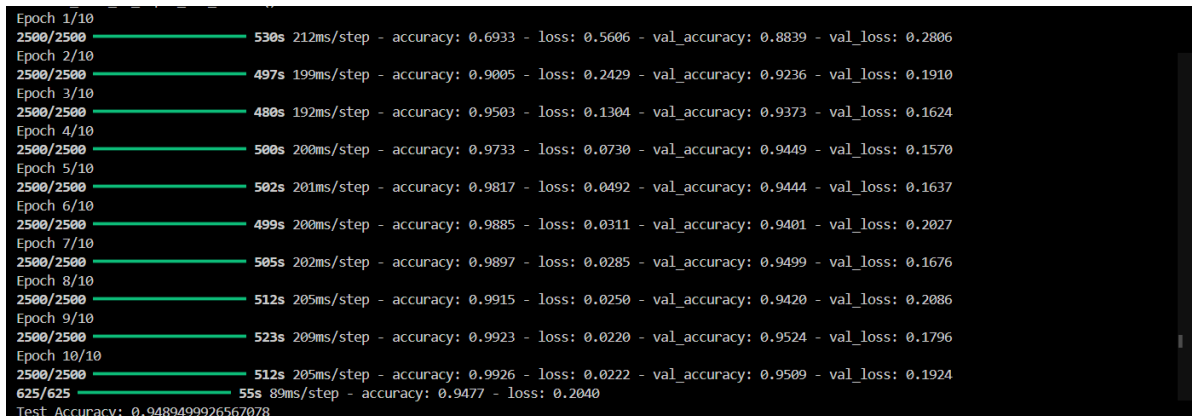 Epoch 1/10
2500/2500 530s 212ms/step - accuracy: 0.6933 - loss: 0.5606 - val_accuracy: 0.8839 - val_loss: 0.2806
Epoch 2/10
2500/2500 497s 199ms/step - accuracy: 0.9005 - loss: 0.2429 - val_accuracy: 0.9236 - val_loss: 0.1910
Epoch 3/10
2500/2500 480s 192ms/step - accuracy: 0.9503 - loss: 0.1304 - val_accuracy: 0.9373 - val_loss: 0.1624
Epoch 4/10
2500/2500 500s 200ms/step - accuracy: 0.9733 - loss: 0.0730 - val_accuracy: 0.9449 - val_loss: 0.1570
Epoch 5/10
2500/2500 502s 201ms/step - accuracy: 0.9817 - loss: 0.0492 - val_accuracy: 0.9444 - val_loss: 0.1637
Epoch 6/10
2500/2500 499s 200ms/step - accuracy: 0.9885 - loss: 0.0311 - val_accuracy: 0.9401 - val_loss: 0.2027
Epoch 7/10
2500/2500 505s 202ms/step - accuracy: 0.9897 - loss: 0.0285 - val_accuracy: 0.9499 - val_loss: 0.1676
Epoch 8/10
2500/2500 512s 205ms/step - accuracy: 0.9915 - loss: 0.0250 - val_accuracy: 0.9420 - val_loss: 0.2086
Epoch 9/10
2500/2500 523s 209ms/step - accuracy: 0.9923 - loss: 0.0220 - val_accuracy: 0.9524 - val_loss: 0.1796
Epoch 10/10
2500/2500 512s 205ms/step - accuracy: 0.9926 - loss: 0.0222 - val_accuracy: 0.9509 - val_loss: 0.1924
625/625 55s 89ms/step - accuracy: 0.9477 - loss: 0.2040
Test Accuracy: 0.9489499926567078